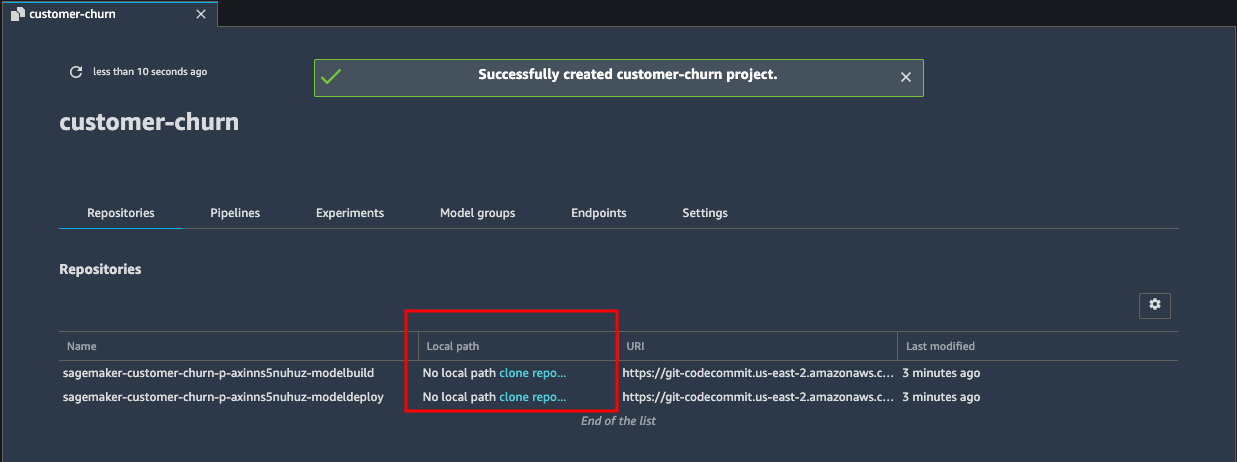 customer-churn
less than 10 seconds ago
Successfully created customer-churn project.
customer-churn
Repositories Pipelines Experiments Model groups Endpoints Settings
Repositories
Name Local path URI Last modified
sagemaker-customer-churn-p-axinns5nuhuz-modelbuild No local path clone repo... https://git-codecommit.us-east-2.amazonaws.c... 3 minutes ago
sagemaker-customer-churn-p-axinns5nuhuz-modeldeploy No local path clone repo... https://git-codecommit.us-east-2.amazonaws.c... 3 minutes ago
End of the list